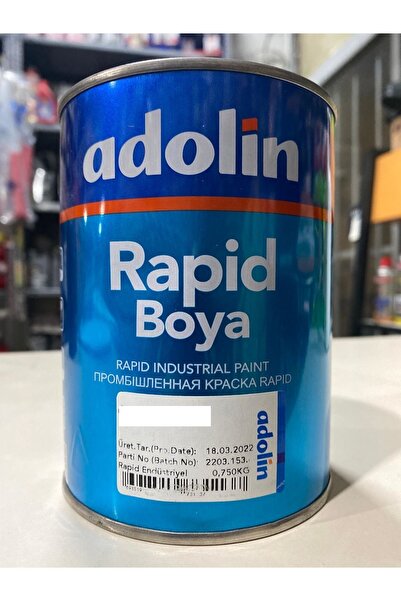 adolin
Rapid
Boya
RAPID INDUSTRIAL PAINT
ПРОМБІШЛЕННАЯ КРАСКА RAPID
adolin
Üret.Tar.(Pro.Date): 18.03.2022
Parti No (Batch No): 2203.153.
Rapid Endüstriyel 0,750KG